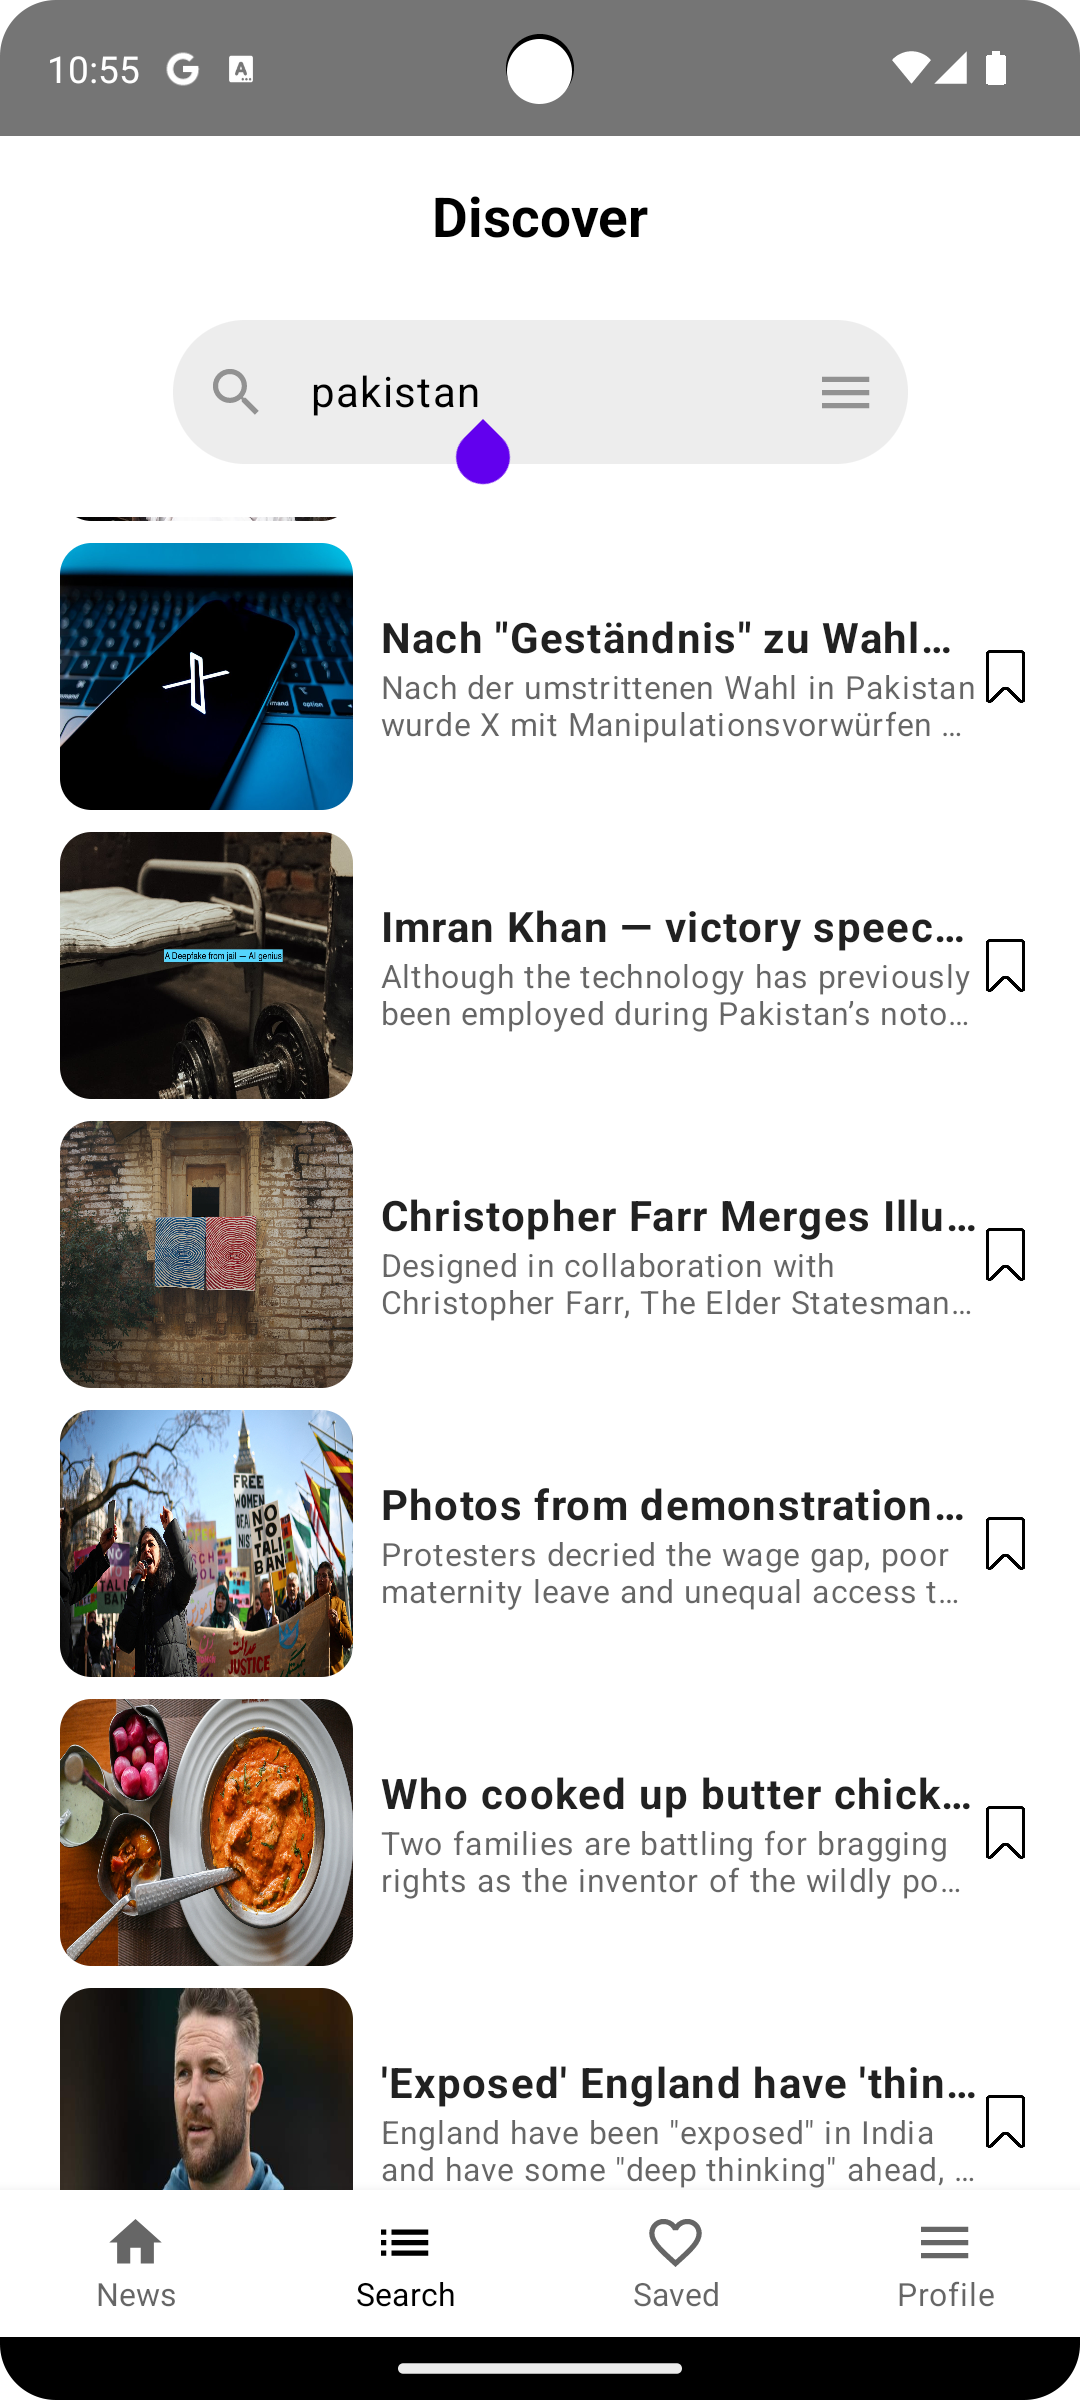 10:55
Discover
pakistan
Nach "Geständnis" zu Wahl…
Nach der umstrittenen Wahl in Pakistan
wurde X mit Manipulationsvorwürfen …
command
option
A Deepfake from jail — AI genius
Imran Khan — victory speec…
Although the technology has previously
been employed during Pakistan’s noto…
Christopher Farr Merges Illu…
Designed in collaboration with
Christopher Farr, The Elder Statesman…
FREE
WOMEN
NO
TO
TALI
BAN
JUSTICE
Photos from demonstration…
Protesters decried the wage gap, poor
maternity leave and unequal access t…
Who cooked up butter chick…
Two families are battling for bragging
rights as the inventor of the wildly po…
'Exposed' England have 'thin…
England have been "exposed" in India
and have some "deep thinking" ahead, …
News
Search
Saved
Profile